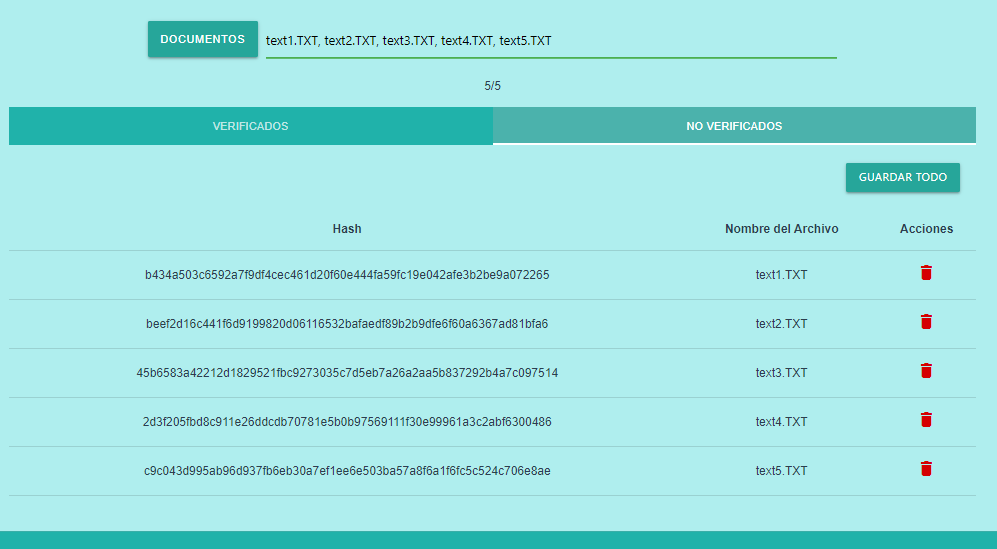 DOCUMENTOS text1.TXT, text2.TXT, text3.TXT, text4.TXT, text5.TXT
5/5
VERIFICADOS NO VERIFICADOS
GUARDAR TODO
Hash Nombre del Archivo Acciones
b434a503c6592a7f9df4cec461d20f60e444fa59fc19e042afe3b2be9a072265 text1.TXT
beef2d16c441f6d9199820d06116532bafaedf89b2b9dfe6f60a6367ad81bfa6 text2.TXT
45b6583a42212d1829521fbc9273035c7d5eb7a26a2aa5b837292b4a7c097514 text3.TXT
2d3f205fbd8c911e26ddcdb70781e5b0b97569111f30e99961a3c2abf6300486 text4.TXT
c9c043d995ab96d937fb6eb30a7ef1ee6e503ba57a8f6a1f6fc5c524c706e8ae text5.TXT